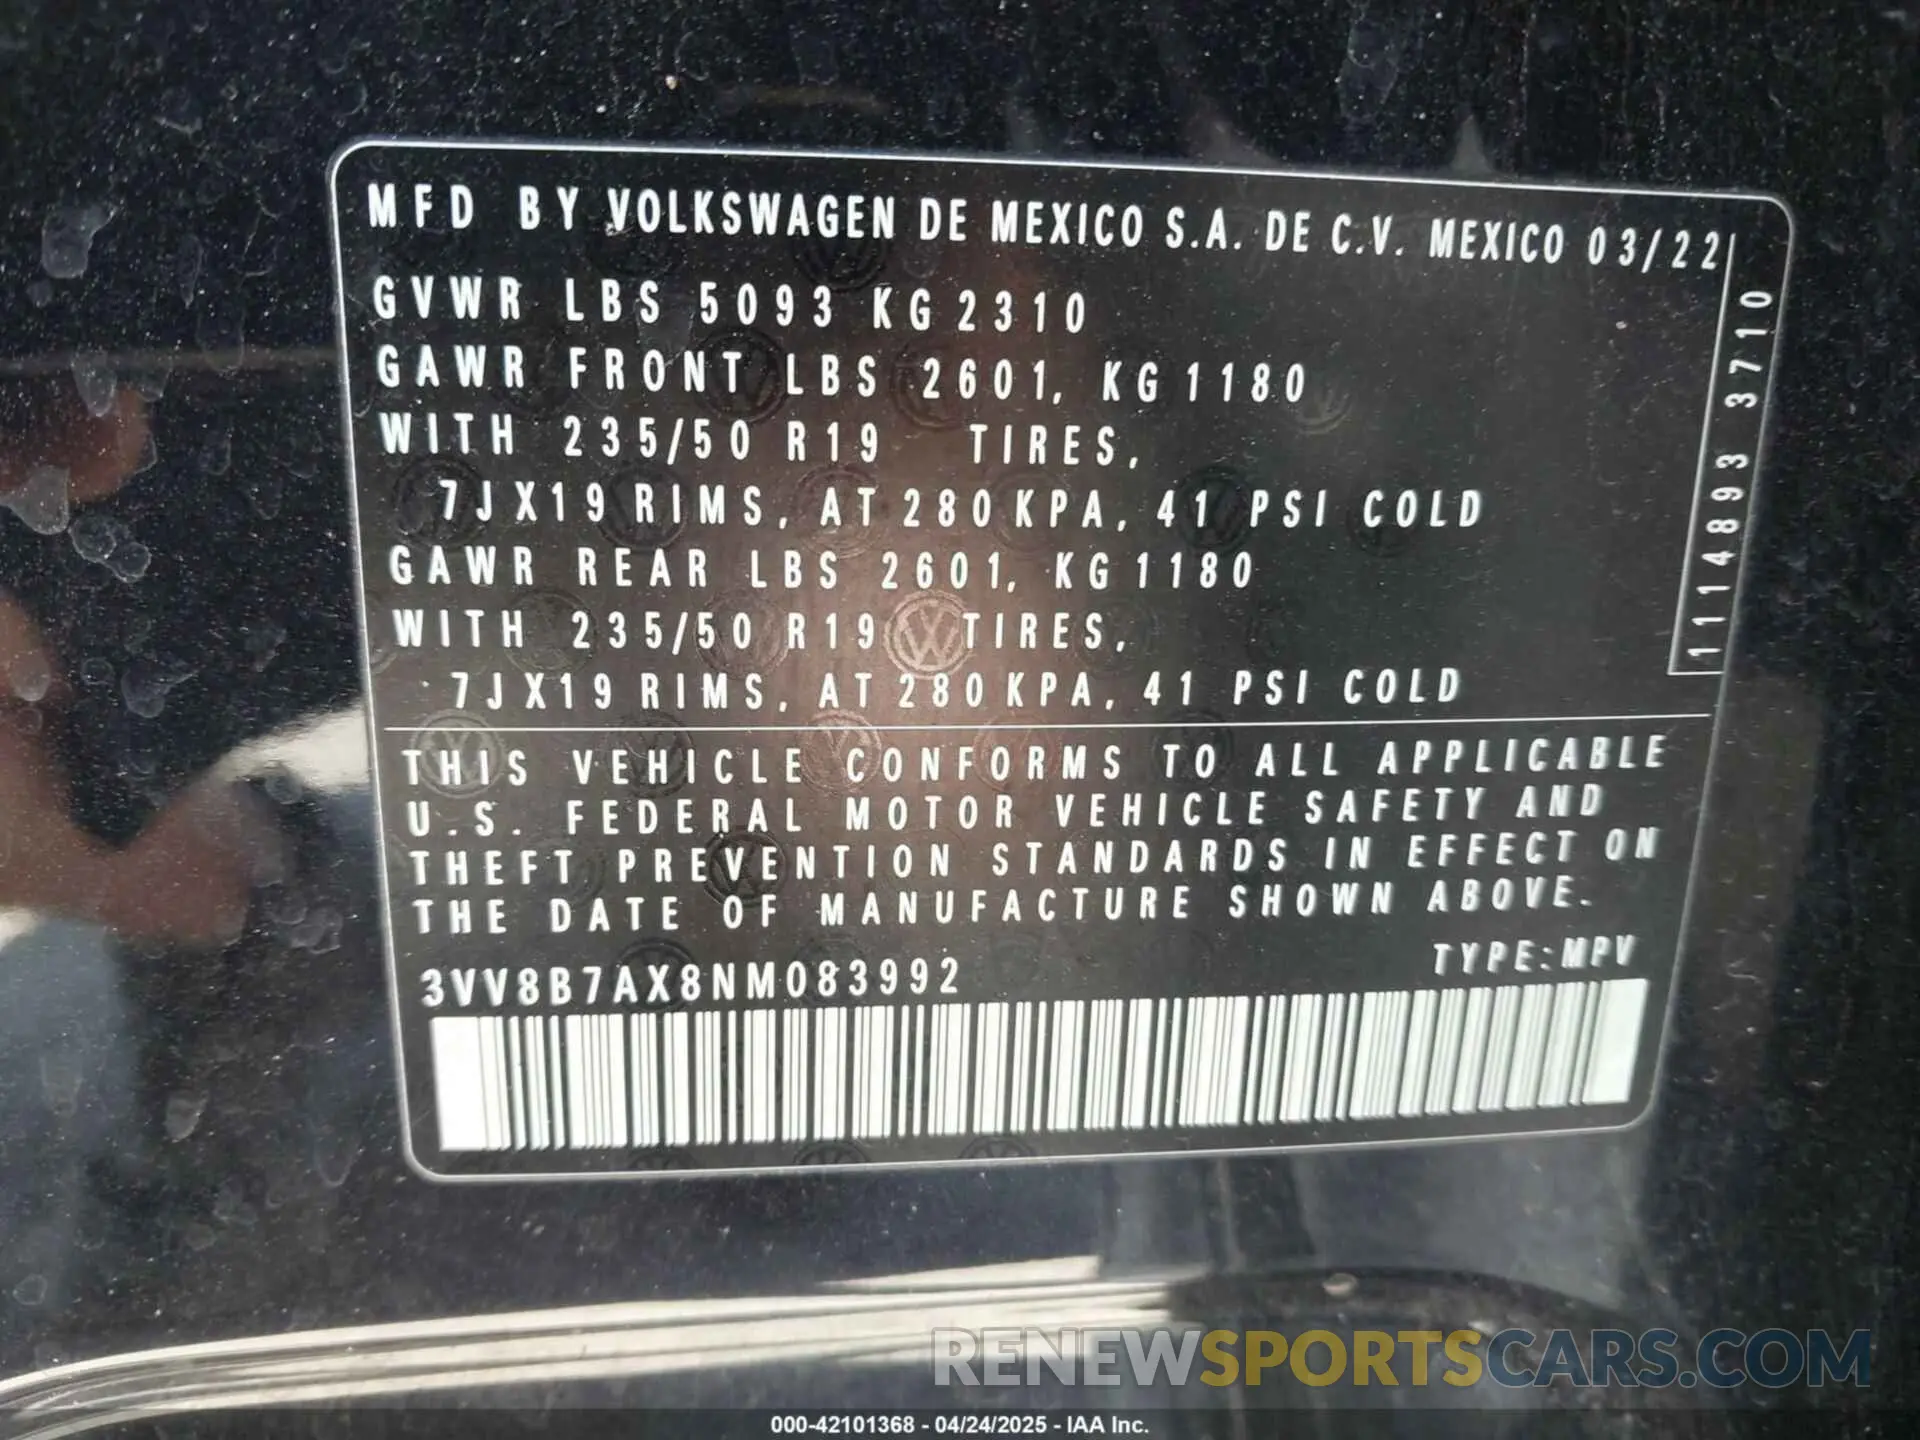 MFD BY VOLKSWAGEN DE MEXICO S.A. DE C.V. MEXICO 03/22
GVWR LBS 5093 KG 2310
GAWR FRONT LBS 2601, KG 1180
WITH 235/50 R19 TIRES,
7JX19 RIMS, AT 280 KPA, 41 PSI COLD
GAWR REAR LBS 2601, KG 1180
WITH 235/50 R19 TIRES,
7JX19 RIMS, AT 280 KPA, 41 PSI COLD
1114893 3710
THIS VEHICLE CONFORMS TO ALL APPLICABLE
U.S. FEDERAL MOTOR VEHICLE SAFETY AND
THEFT PREVENTION STANDARDS IN EFFECT ON
THE DATE OF MANUFACTURE SHOWN ABOVE.
3VV8B7AX8NM083992 TYPE: MPV
RENEWSPORTSCARS.COM
000-42101368 - 04/24/2025 - IAA Inc.